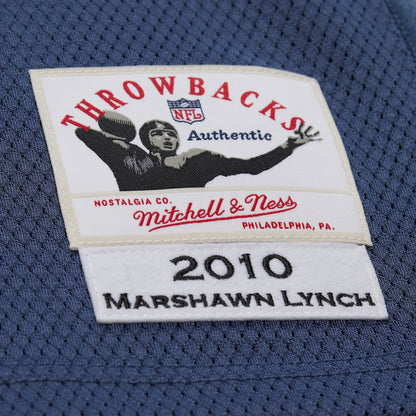 THROWBACKS
NFL
Authentic
NOSTALGIA CO.
Mitchell & Ness
PHILADELPHIA, PA.
2010
MARSHAWN LYNCH